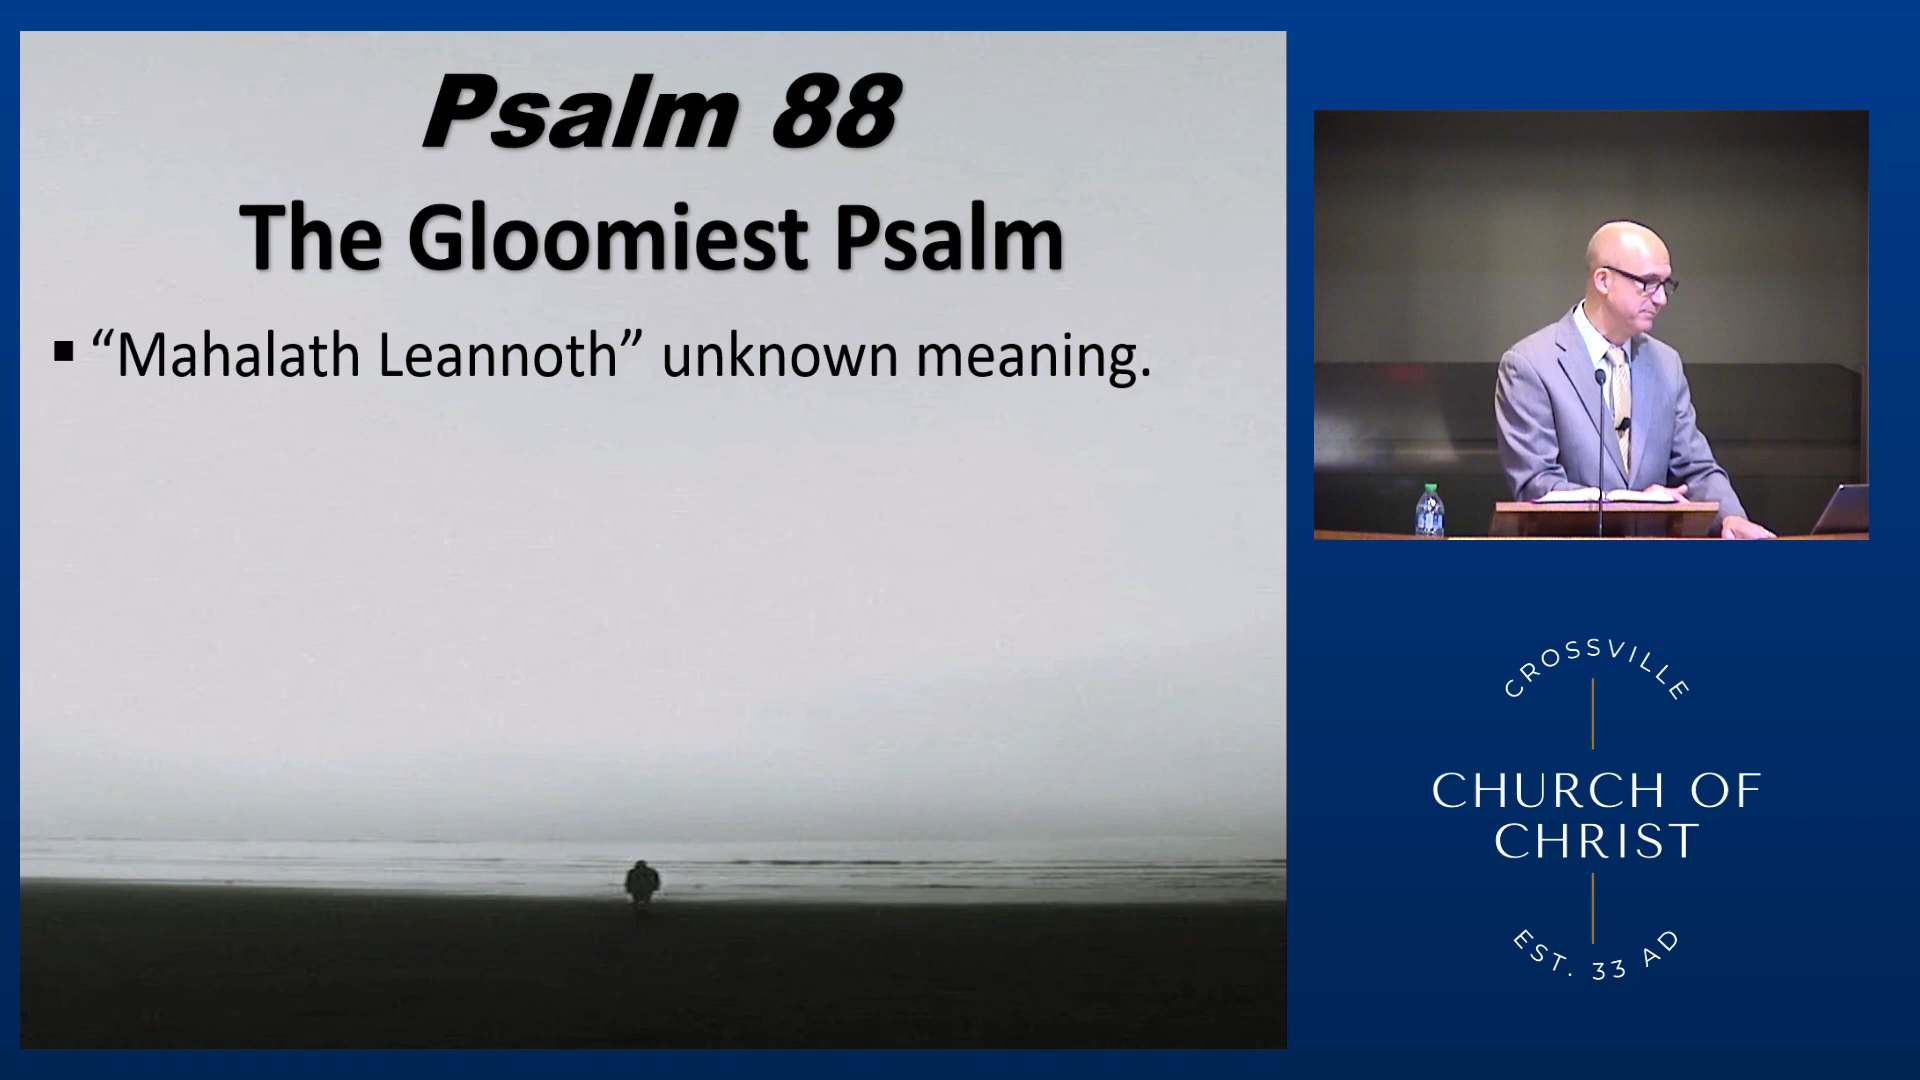 Psalm 88
The Gloomiest Psalm
▪ “Mahalath Leannoth” unknown meaning.
CROSSVILLE
CHURCH OF
CHRIST
EST. 33 AD